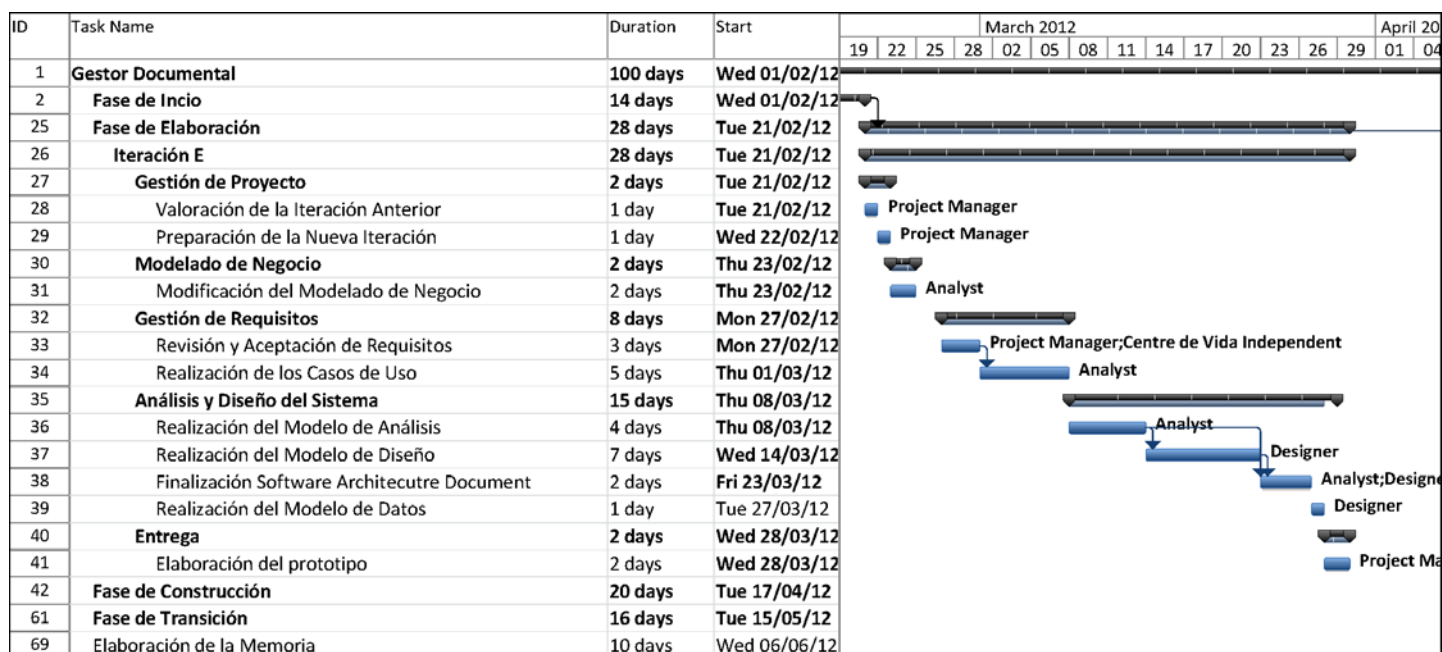 ID Task Name Duration Start March 2012 April 20
19 22 25 28 02 05 08 11 14 17 20 23 26 29 01 04
1 Gestor Documental 100 days Wed 01/02/12
2 Fase de Incio 14 days Wed 01/02/12
25 Fase de Elaboración 28 days Tue 21/02/12
26 Iteración E 28 days Tue 21/02/12
27 Gestión de Proyecto 2 days Tue 21/02/12
28 Valoración de la Iteración Anterior 1 day Tue 21/02/12 Project Manager
29 Preparación de la Nueva Iteración 1 day Wed 22/02/12 Project Manager
30 Modelado de Negocio 2 days Thu 23/02/12
31 Modificación del Modelado de Negocio 2 days Thu 23/02/12 Analyst
32 Gestión de Requisitos 8 days Mon 27/02/12
33 Revisión y Aceptación de Requisitos 3 days Mon 27/02/12 Project Manager;Centre de Vida Independent
34 Realización de los Casos de Uso 5 days Thu 01/03/12 Analyst
35 Análisis y Diseño del Sistema 15 days Thu 08/03/12
36 Realización del Modelo de Análisis 4 days Thu 08/03/12 Analyst
37 Realización del Modelo de Diseño 7 days Wed 14/03/12 Designer
38 Finalización Software Architecutre Document 2 days Fri 23/03/12 Analyst;Designe
39 Realización del Modelo de Datos 1 day Tue 27/03/12 Designer
40 Entrega 2 days Wed 28/03/12
41 Elaboración del prototipo 2 days Wed 28/03/12 Project Ma
42 Fase de Construcción 20 days Tue 17/04/12
61 Fase de Transición 16 days Tue 15/05/12
69 Elaboración de la Memoria 10 days Wed 06/06/12